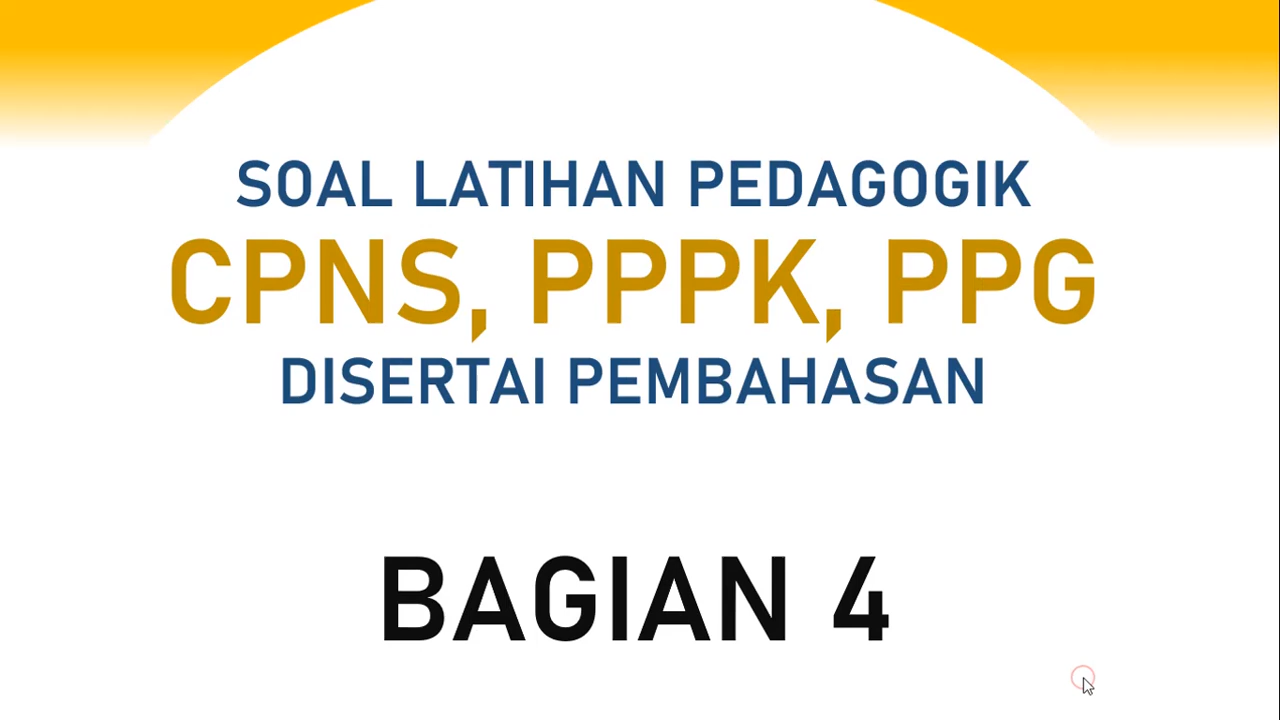 SOAL LATIHAN PEDAGOGIK
CPNS, PPPK, PPG
DISERTAI PEMBAHASAN
BAGIAN 4